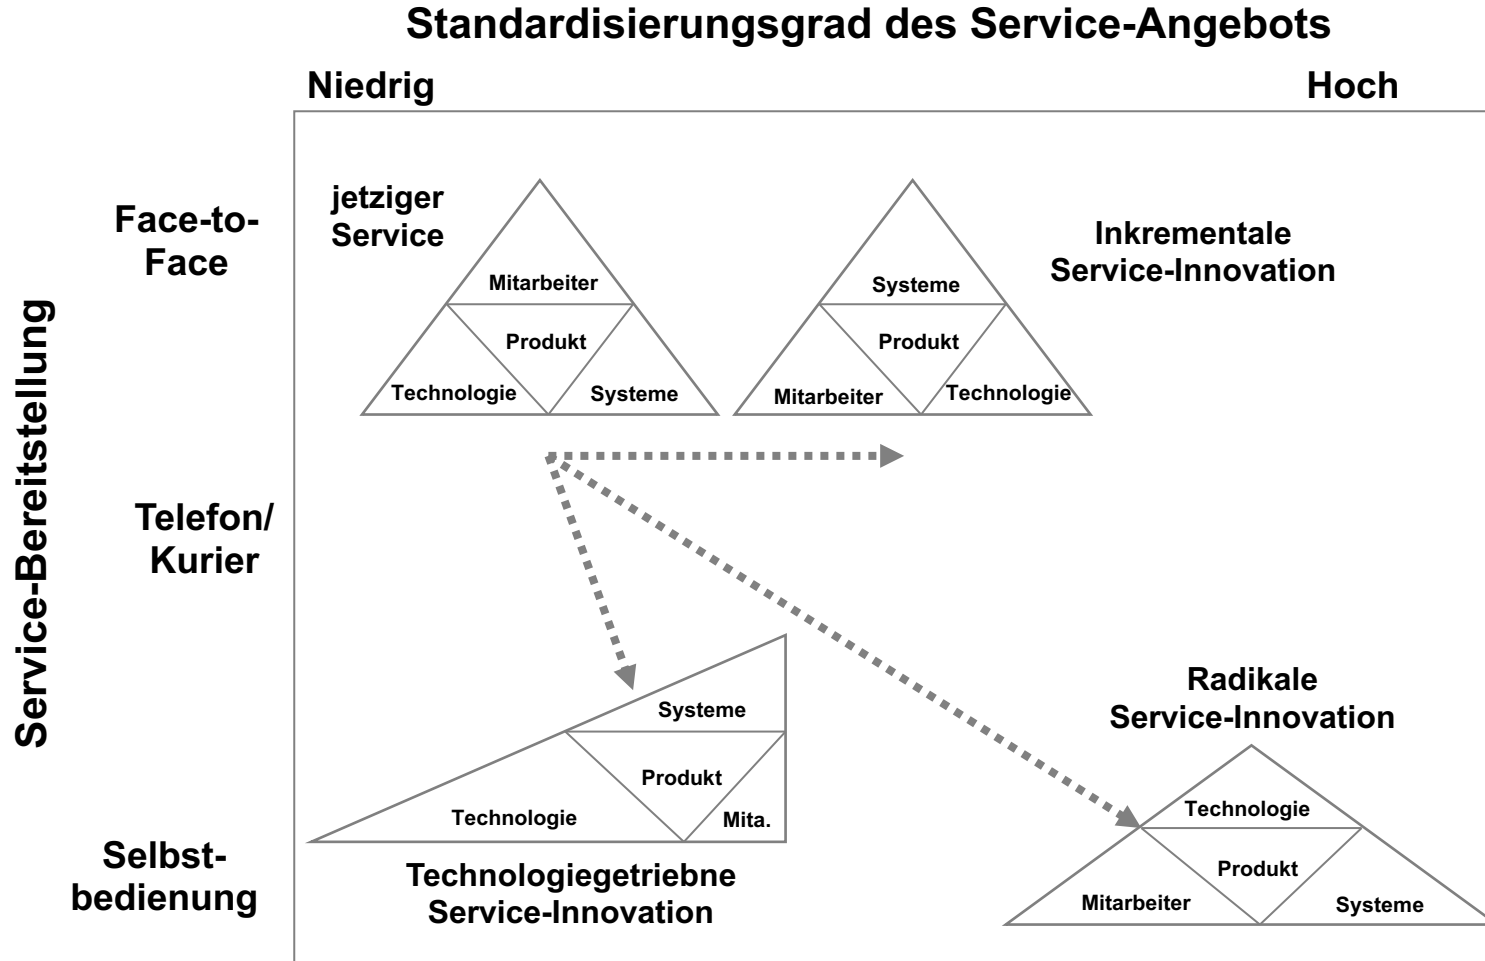 Standardisierungsgrad des Service-Angebots
Niedrig
Hoch
Service-Bereitstellung
Face-to-
Face
jetziger
Service
Mitarbeiter
Produkt
Technologie
Systeme
Systeme
Produkt
Mitarbeiter
Technologie
Inkrementale
Service-Innovation
Telefon/
Kurier
Selbst-
bedienung
Systeme
Produkt
Technologie
Mita.
Technologiegetriebne
Service-Innovation
Radikale
Service-Innovation
Technologie
Produkt
Mitarbeiter
Systeme